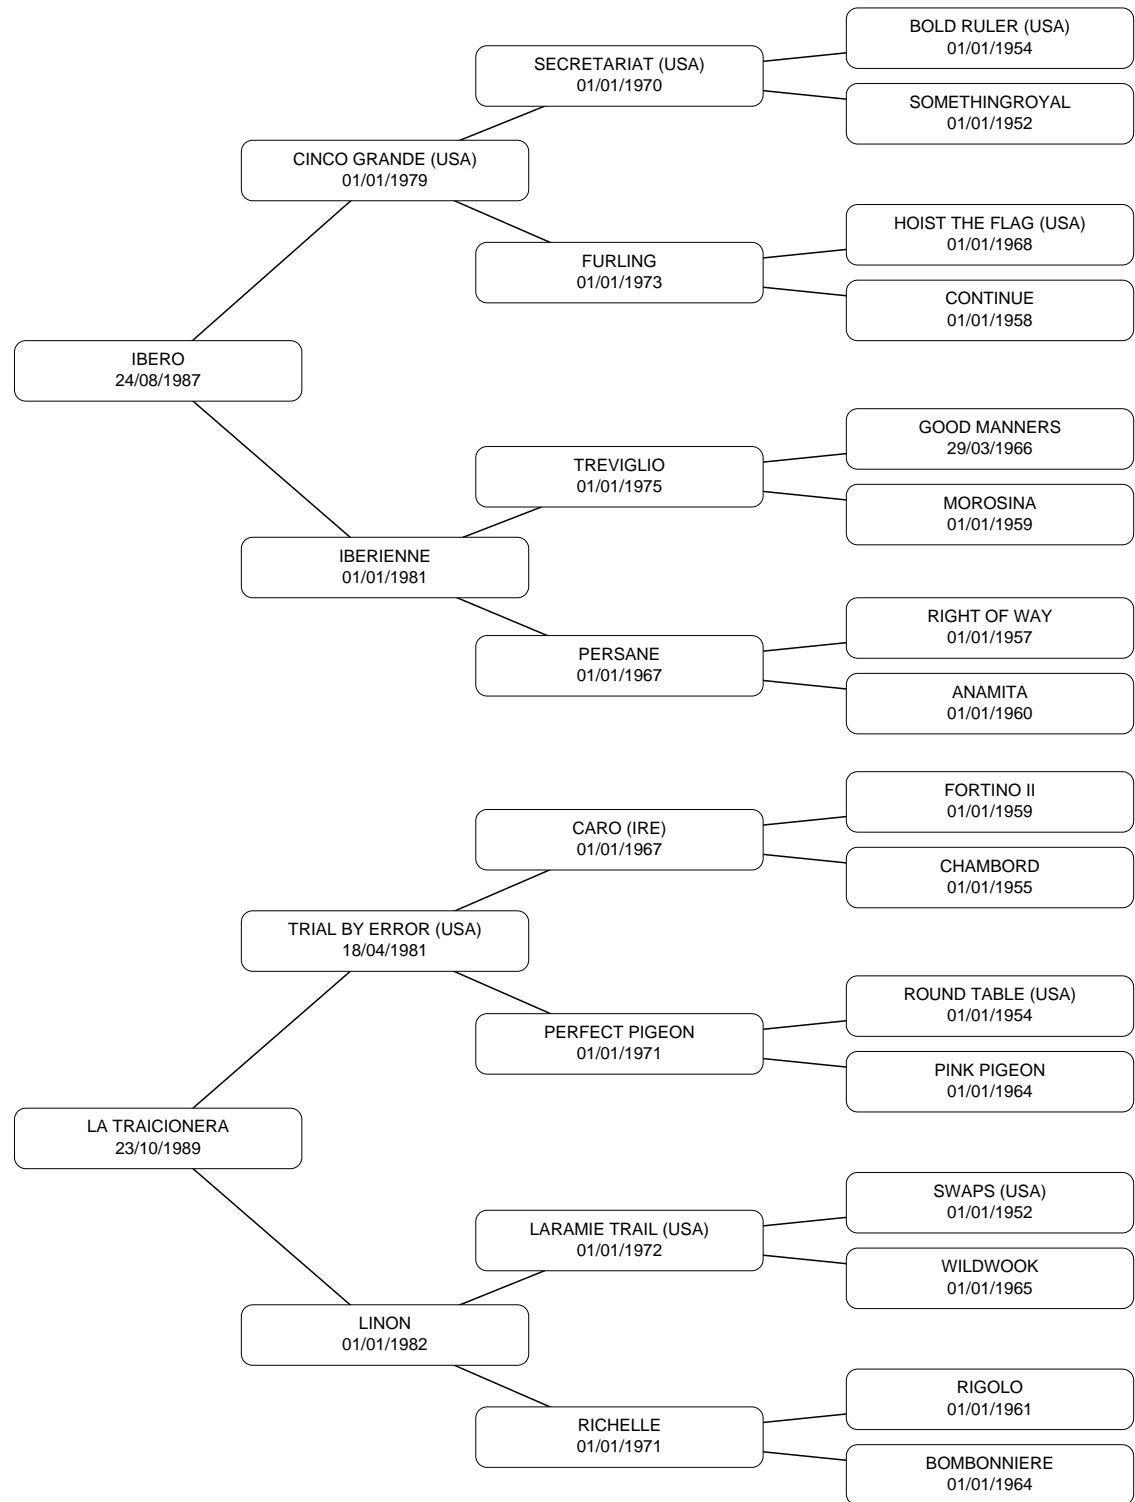 BOLD RULER (USA)
01/01/1954
SECRETARIAT (USA)
01/01/1970
SOMETHINGROYAL
01/01/1952
CINCO GRANDE (USA)
01/01/1979
HOIST THE FLAG (USA)
01/01/1968
FURLING
01/01/1973
CONTINUE
01/01/1958
IBERO
24/08/1987
GOOD MANNERS
29/03/1966
TREVIGLIO
01/01/1975
MOROSINA
01/01/1959
IBERIENNE
01/01/1981
RIGHT OF WAY
01/01/1957
PERSANE
01/01/1967
ANAMITA
01/01/1960
FORTINO II
01/01/1959
CARO (IRE)
01/01/1967
CHAMBORD
01/01/1955
TRIAL BY ERROR (USA)
18/04/1981
ROUND TABLE (USA)
01/01/1954
PERFECT PIGEON
01/01/1971
PINK PIGEON
01/01/1964
LA TRAICIONERA
23/10/1989
SWAPS (USA)
01/01/1952
LARAMIE TRAIL (USA)
01/01/1972
WILDWOOK
01/01/1965
LINON
01/01/1982
RIGOLO
01/01/1961
RICHELLE
01/01/1971
BOMBONNIERE
01/01/1964